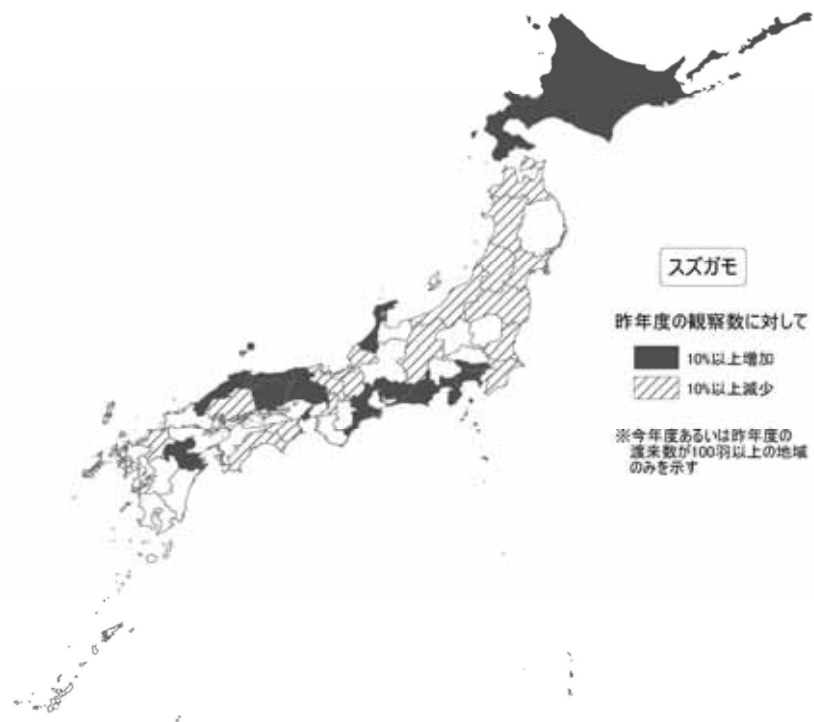 スズガモ
昨年度の観察数に対して
10%以上増加
10%以上減少
※今年度あるいは昨年度の
渡来数が100羽以上の地域
のみを示す